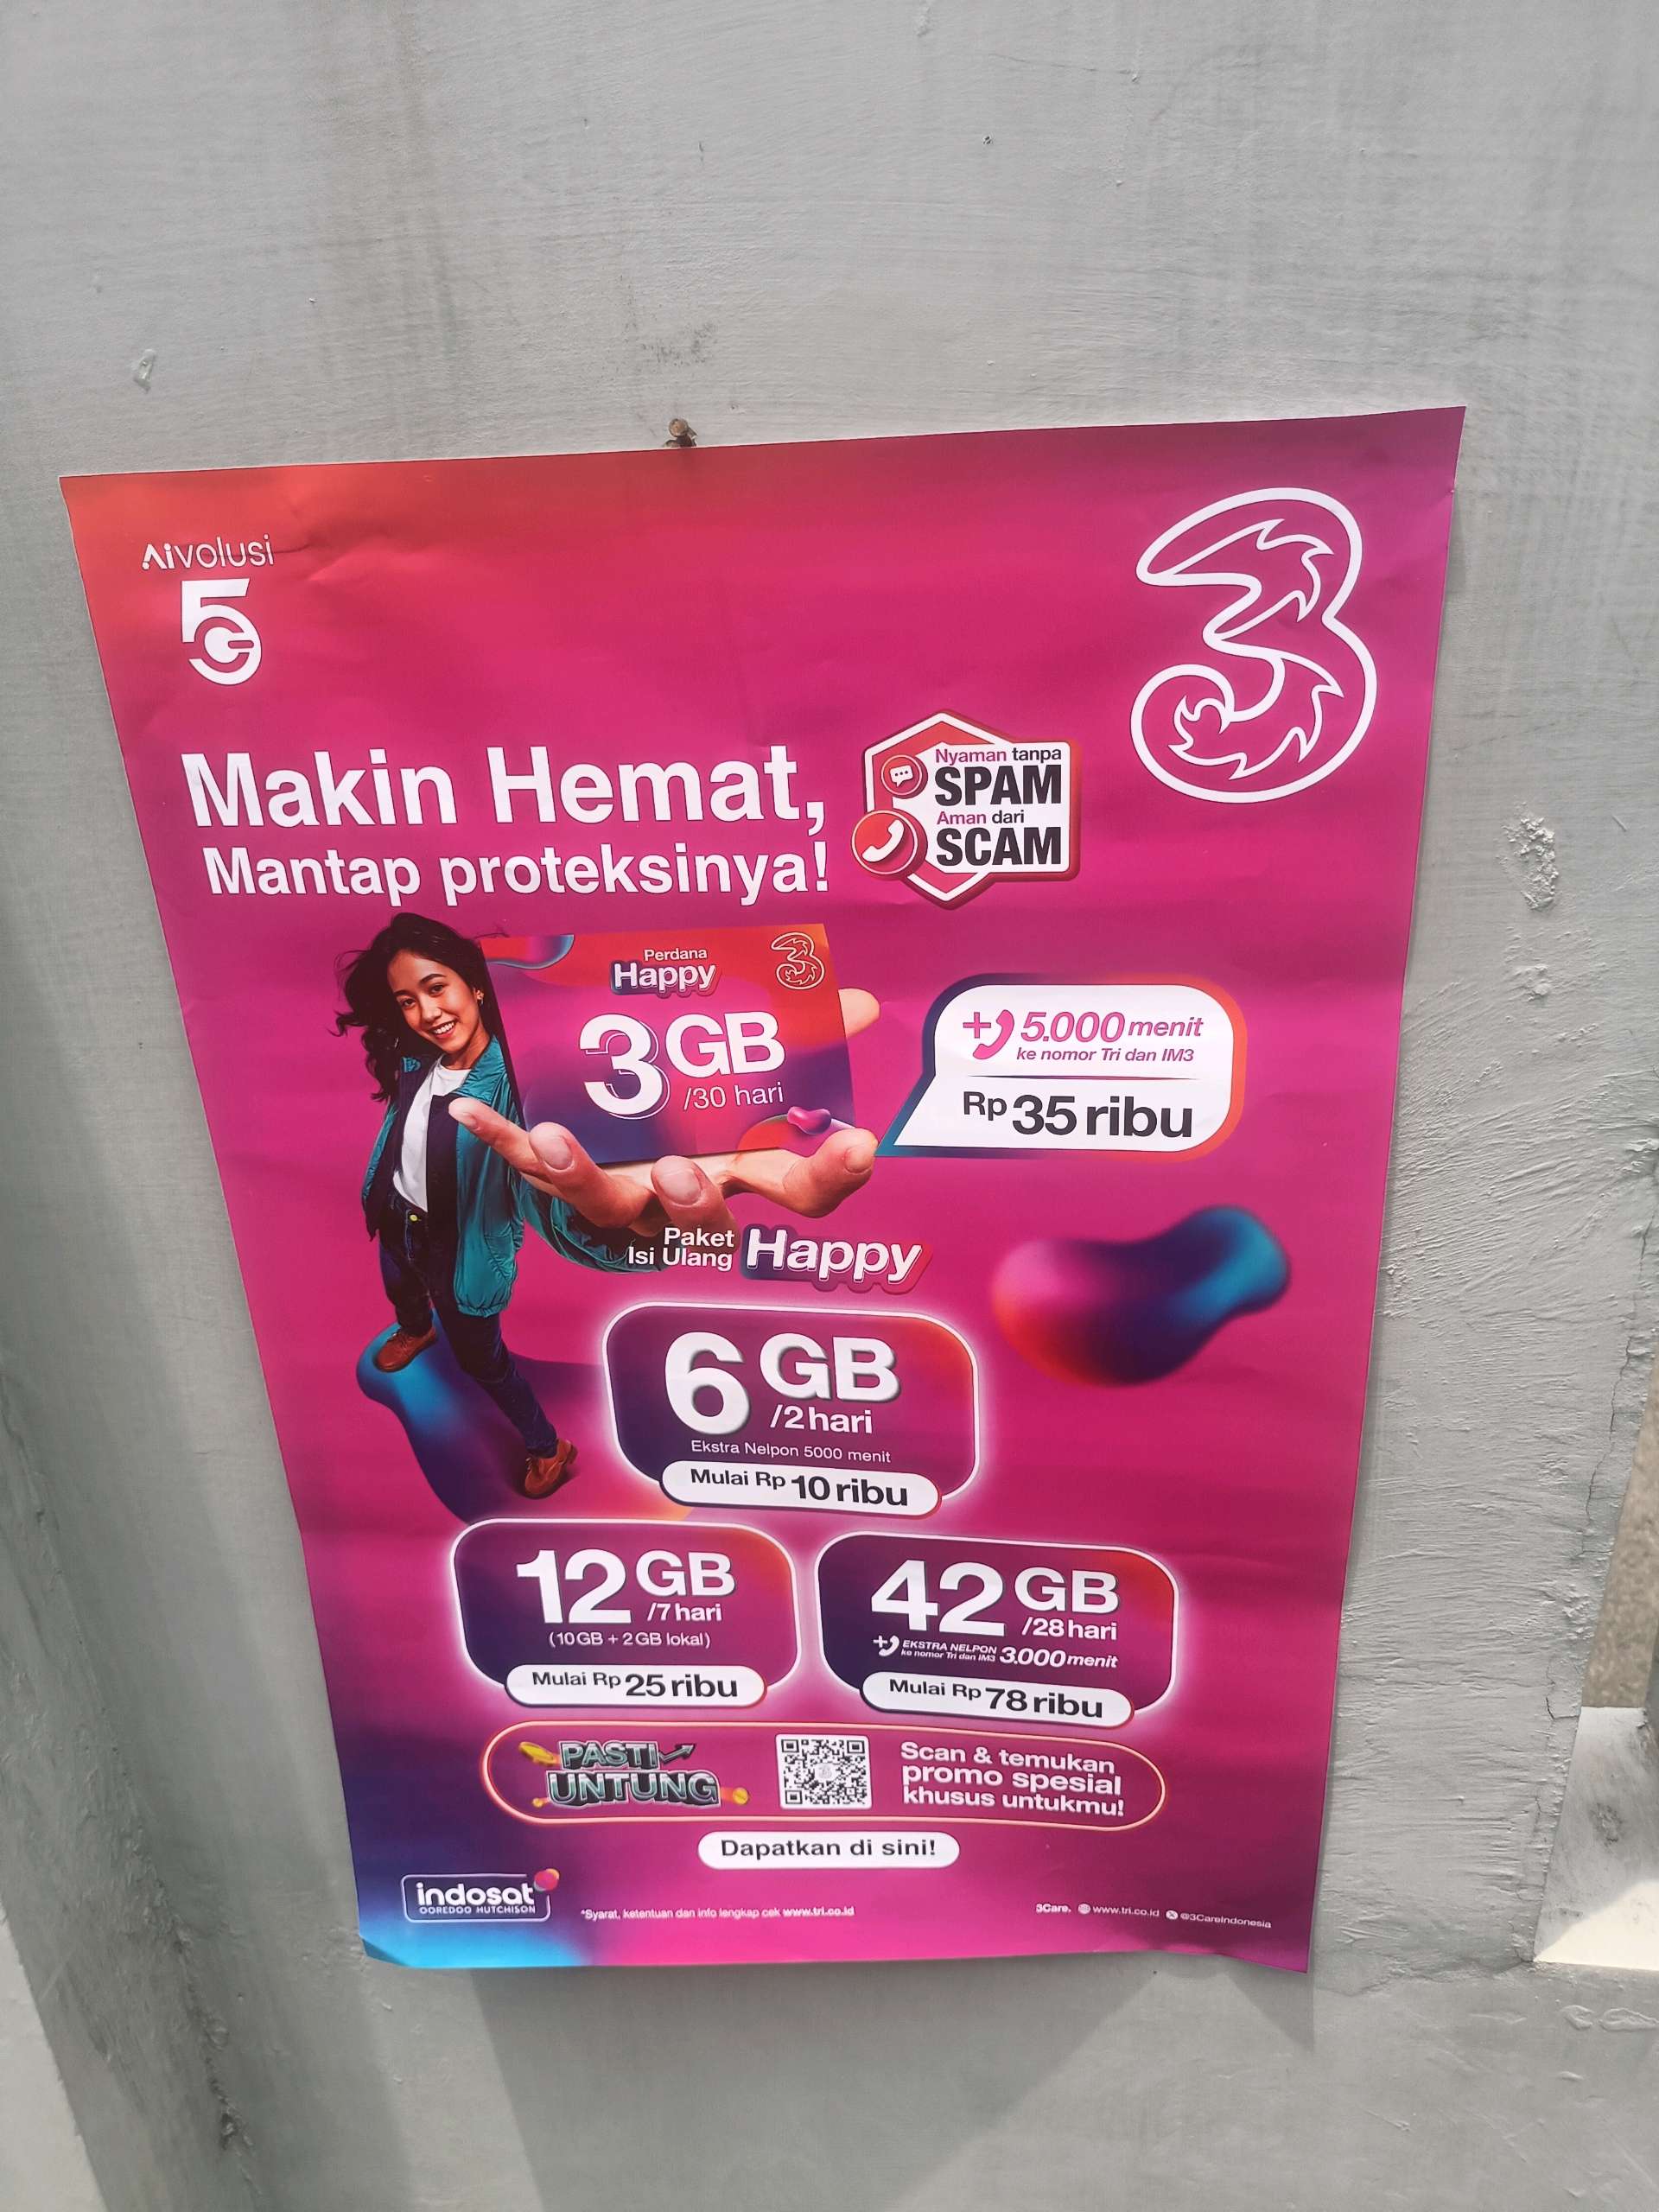 Aivolusi
5G
3
Makin Hemat,
Mantap proteksinya!
Nyaman tanpa
SPAM
Aman dari
SCAM
Perdana
Happy
3
3 GB
/30 hari
+ 5.000 menit
ke nomor Tri dan IM3
Rp 35 ribu
Paket
Isi Ulang
Happy
6 GB
/2 hari
Ekstra Nelpon 5000 menit
Mulai Rp 10 ribu
12 GB
/7 hari
(10GB + 2GB lokal)
Mulai Rp 25 ribu
42 GB
/28 hari
+ EKSTRA NELPON
ke nomor Tri dan IM3
3.000 menit
Mulai Rp 78 ribu
PASTI
UNTUNG
Scan & temukan
promo spesial
khusus untukmu!
Dapatkan di sini!
indosat
OOREDOO HUTCHISON
*Syarat, ketentuan dan info lengkap cek www.tri.co.id
3Care. www.tri.co.id @3CareIndonesia